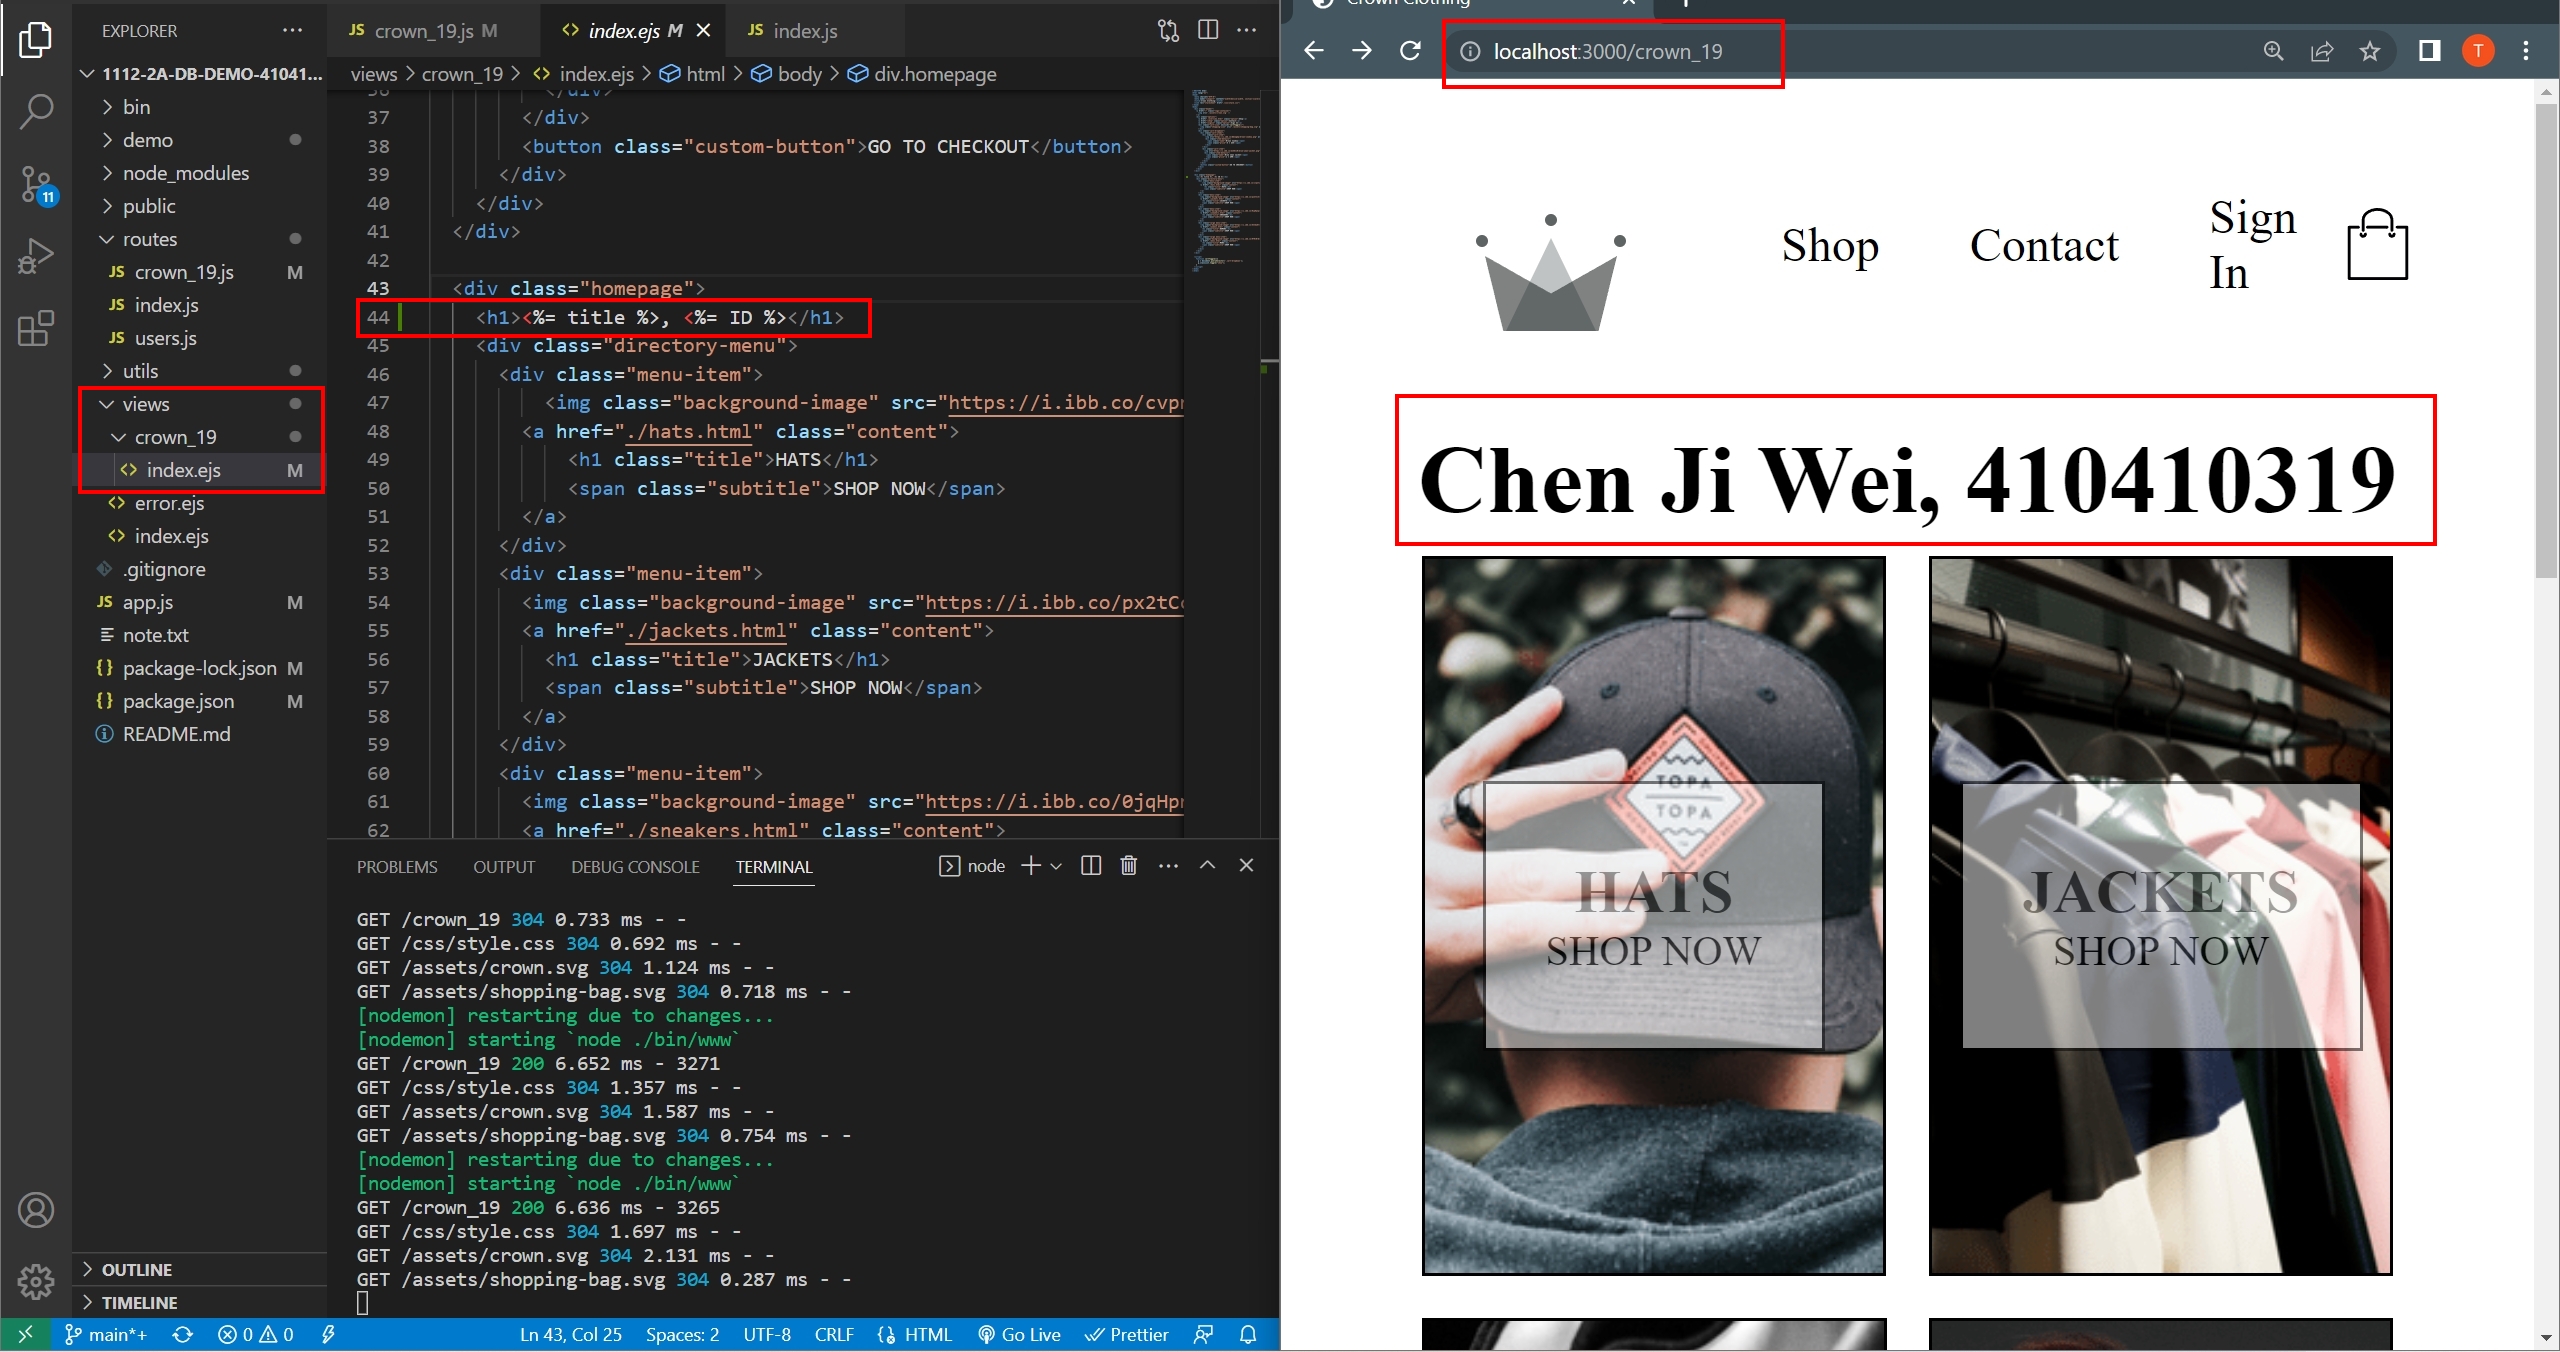 EXPLORER
1112-2A-DB-DEMO-41041...
bin
demo
node_modules
public
routes
JS crown_19.js M
JS index.js
JS users.js
utils
views
crown_19
<> index.ejs M
<> error.ejs
<> index.ejs
.gitignore
JS app.js M
note.txt
{} package-lock.json M
{} package.json M
README.md
OUTLINE
TIMELINE
11
JS crown_19.js M
<> index.ejs M
JS index.js
views > crown_19 > <> index.ejs > html > body > div.homepage
36 </div>
37 </div>
38 <button class="custom-button">GO TO CHECKOUT</button>
39 </div>
40 </div>
41 </div>
42
43 <div class="homepage">
44 <h1><%= title %>, <%= ID %></h1>
45 <div class="directory-menu">
46 <div class="menu-item">
47 <img class="background-image" src="https://i.ibb.co/cvp
48 <a href="./hats.html" class="content">
49 <h1 class="title">HATS</h1>
50 <span class="subtitle">SHOP NOW</span>
51 </a>
52 </div>
53 <div class="menu-item">
54 <img class="background-image" src="https://i.ibb.co/px2tC
55 <a href="./jackets.html" class="content">
56 <h1 class="title">JACKETS</h1>
57 <span class="subtitle">SHOP NOW</span>
58 </a>
59 </div>
60 <div class="menu-item">
61 <img class="background-image" src="https://i.ibb.co/0jqHp
62 <a href="./sneakers.html" class="content">
PROBLEMS OUTPUT DEBUG CONSOLE TERMINAL node
GET /crown_19 304 0.733 ms - -
GET /css/style.css 304 0.692 ms - -
GET /assets/crown.svg 304 1.124 ms - -
GET /assets/shopping-bag.svg 304 0.718 ms - -
[nodemon] restarting due to changes...
[nodemon] starting `node ./bin/www`
GET /crown_19 200 6.652 ms - 3271
GET /css/style.css 304 1.357 ms - -
GET /assets/crown.svg 304 1.587 ms - -
GET /assets/shopping-bag.svg 304 0.754 ms - -
[nodemon] restarting due to changes...
[nodemon] starting `node ./bin/www`
GET /crown_19 200 6.636 ms - 3265
GET /css/style.css 304 1.697 ms - -
GET /assets/crown.svg 304 2.131 ms - -
GET /assets/shopping-bag.svg 304 0.287 ms - -
main*+ 0 0 Ln 43, Col 25 Spaces: 2 UTF-8 CRLF HTML Go Live Prettier
Crown Clothing
localhost:3000/crown_19
T
Shop
Contact
Sign
In
Chen Ji Wei, 410410319
TOPA
TOPA
HATS
SHOP NOW
JACKETS
SHOP NOW